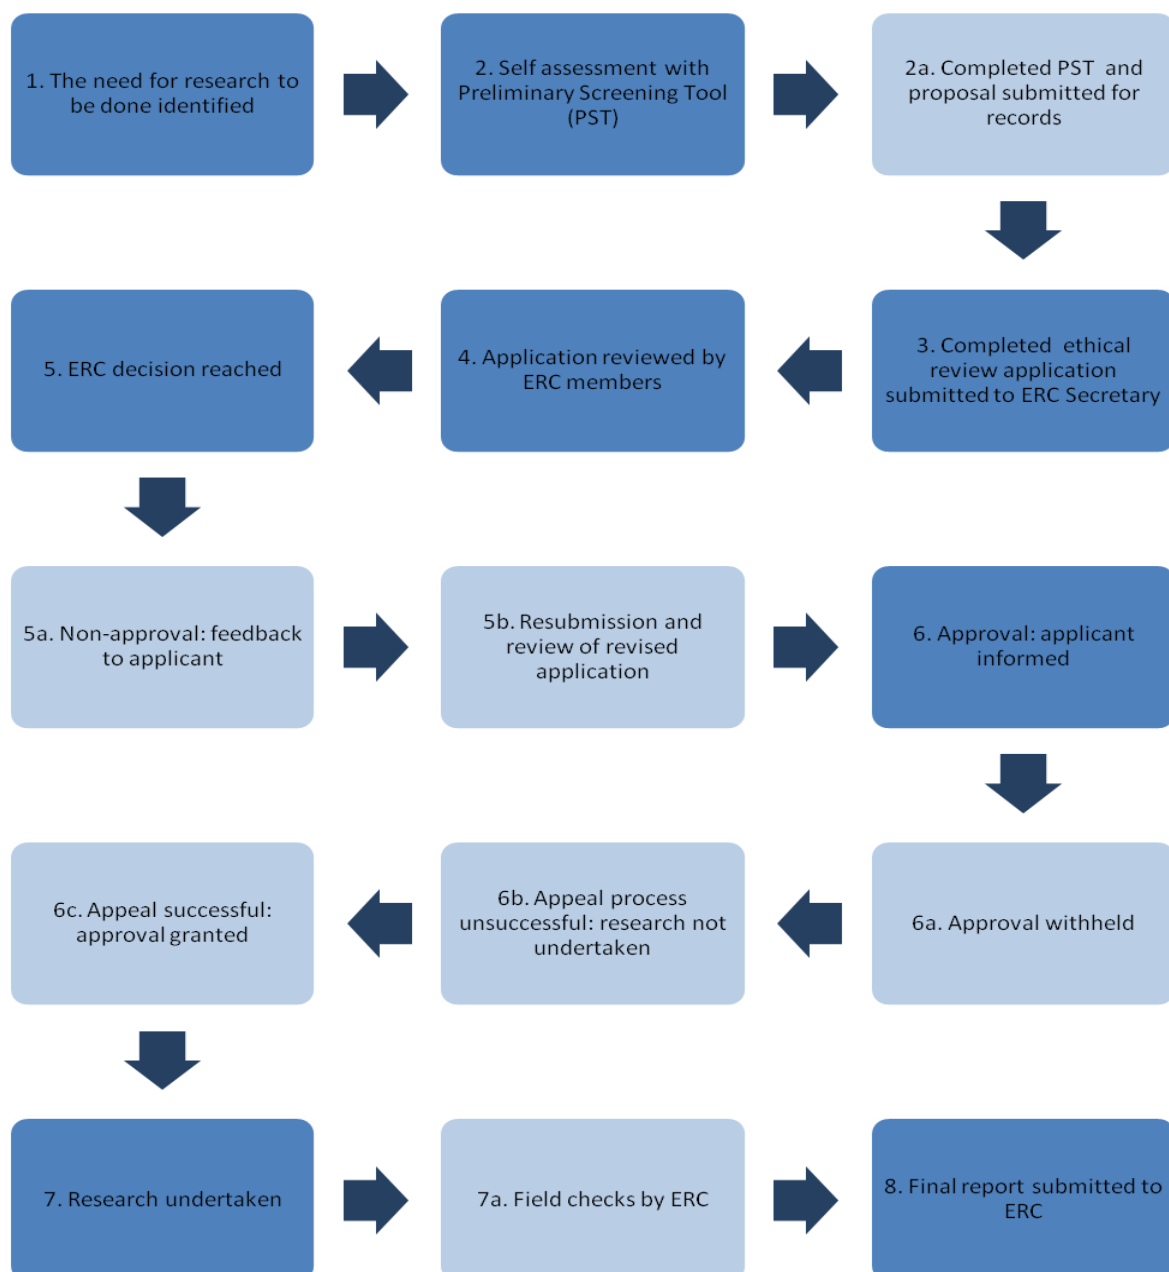 1. The need for research to
be done identified
2. Self assessment with
Preliminary Screening Tool
(PST)
2a. Completed PST and
proposal submitted for
records
3. Completed ethical
review application
submitted to ERC Secretary
4. Application reviewed by
ERC members
5. ERC decision reached
5a. Non-approval: feedback
to applicant
5b. Resubmission and
review of revised
application
6. Approval: applicant
informed
6a. Approval withheld
6b. Appeal process
unsuccessful: research not
undertaken
6c. Appeal successful:
approval granted
7. Research undertaken
7a. Field checks by ERC
8. Final report submitted to
ERC